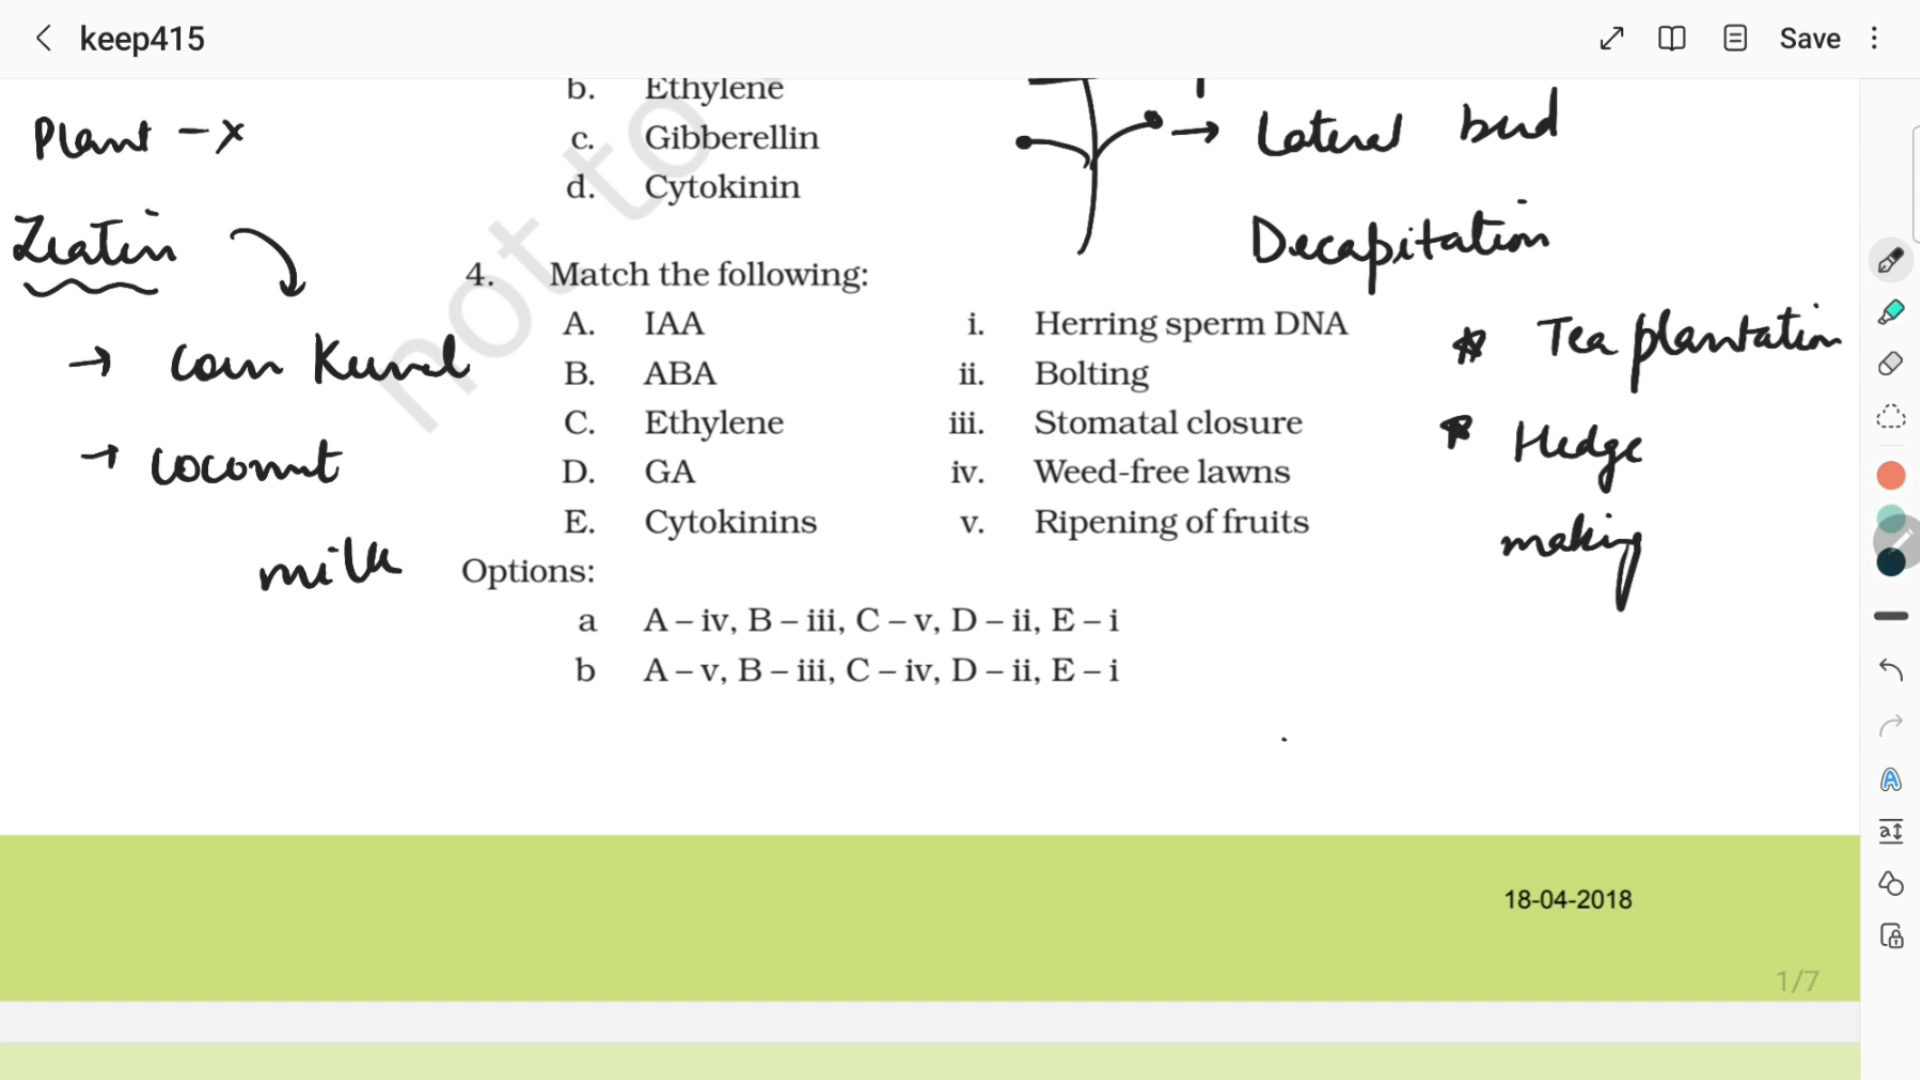 keep415
Save
b. Ethylene
c. Gibberellin
d. Cytokinin
Plant - x
Zeatin
→ Corn Kernel
→ coconut
milk
→ Lateral bud
Decapitation
* Tea plantation
* Hedge
making
not to
4. Match the following:
A. IAA i. Herring sperm DNA
B. ABA ii. Bolting
C. Ethylene iii. Stomatal closure
D. GA iv. Weed-free lawns
E. Cytokinins v. Ripening of fruits
Options:
a A – iv, B – iii, C – v, D – ii, E – i
b A – v, B – iii, C – iv, D – ii, E – i
18-04-2018
1/7